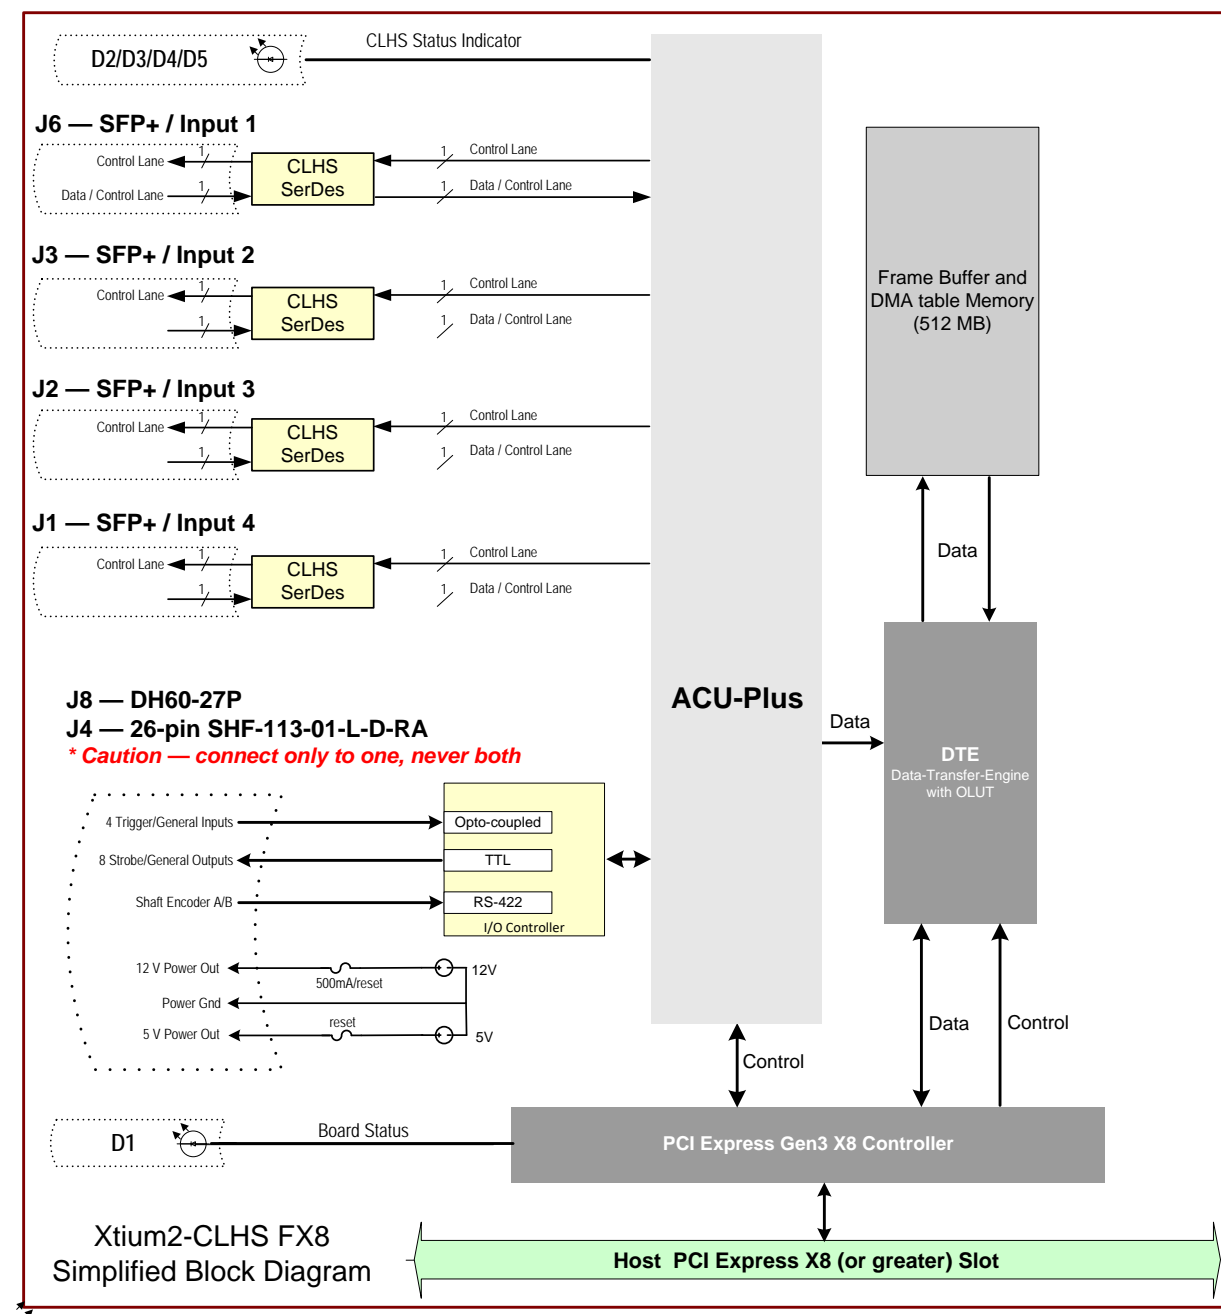 D2/D3/D4/D5
CLHS Status Indicator
J6 — SFP+ / Input 1
Control Lane
1
CLHS
SerDes
1
Control Lane
Data / Control Lane
1
1
Data / Control Lane
J3 — SFP+ / Input 2
Control Lane
1
CLHS
SerDes
1
Control Lane
1
1
Data / Control Lane
J2 — SFP+ / Input 3
Control Lane
1
CLHS
SerDes
1
Control Lane
1
1
Data / Control Lane
J1 — SFP+ / Input 4
Control Lane
1
CLHS
SerDes
1
Control Lane
1
1
Data / Control Lane
ACU-Plus
Frame Buffer and
DMA table Memory
(512 MB)
Data
Data
DTE
Data-Transfer-Engine
with OLUT
J8 — DH60-27P
J4 — 26-pin SHF-113-01-L-D-RA
* Caution — connect only to one, never both
4 Trigger/General Inputs
Opto-coupled
8 Strobe/General Outputs
TTL
Shaft Encoder A/B
RS-422
I/O Controller
12 V Power Out
500mA/reset
12V
Power Gnd
5 V Power Out
reset
5V
Control
Data
Control
D1
Board Status
PCI Express Gen3 X8 Controller
Xtium2-CLHS FX8
Simplified Block Diagram
Host PCI Express X8 (or greater) Slot